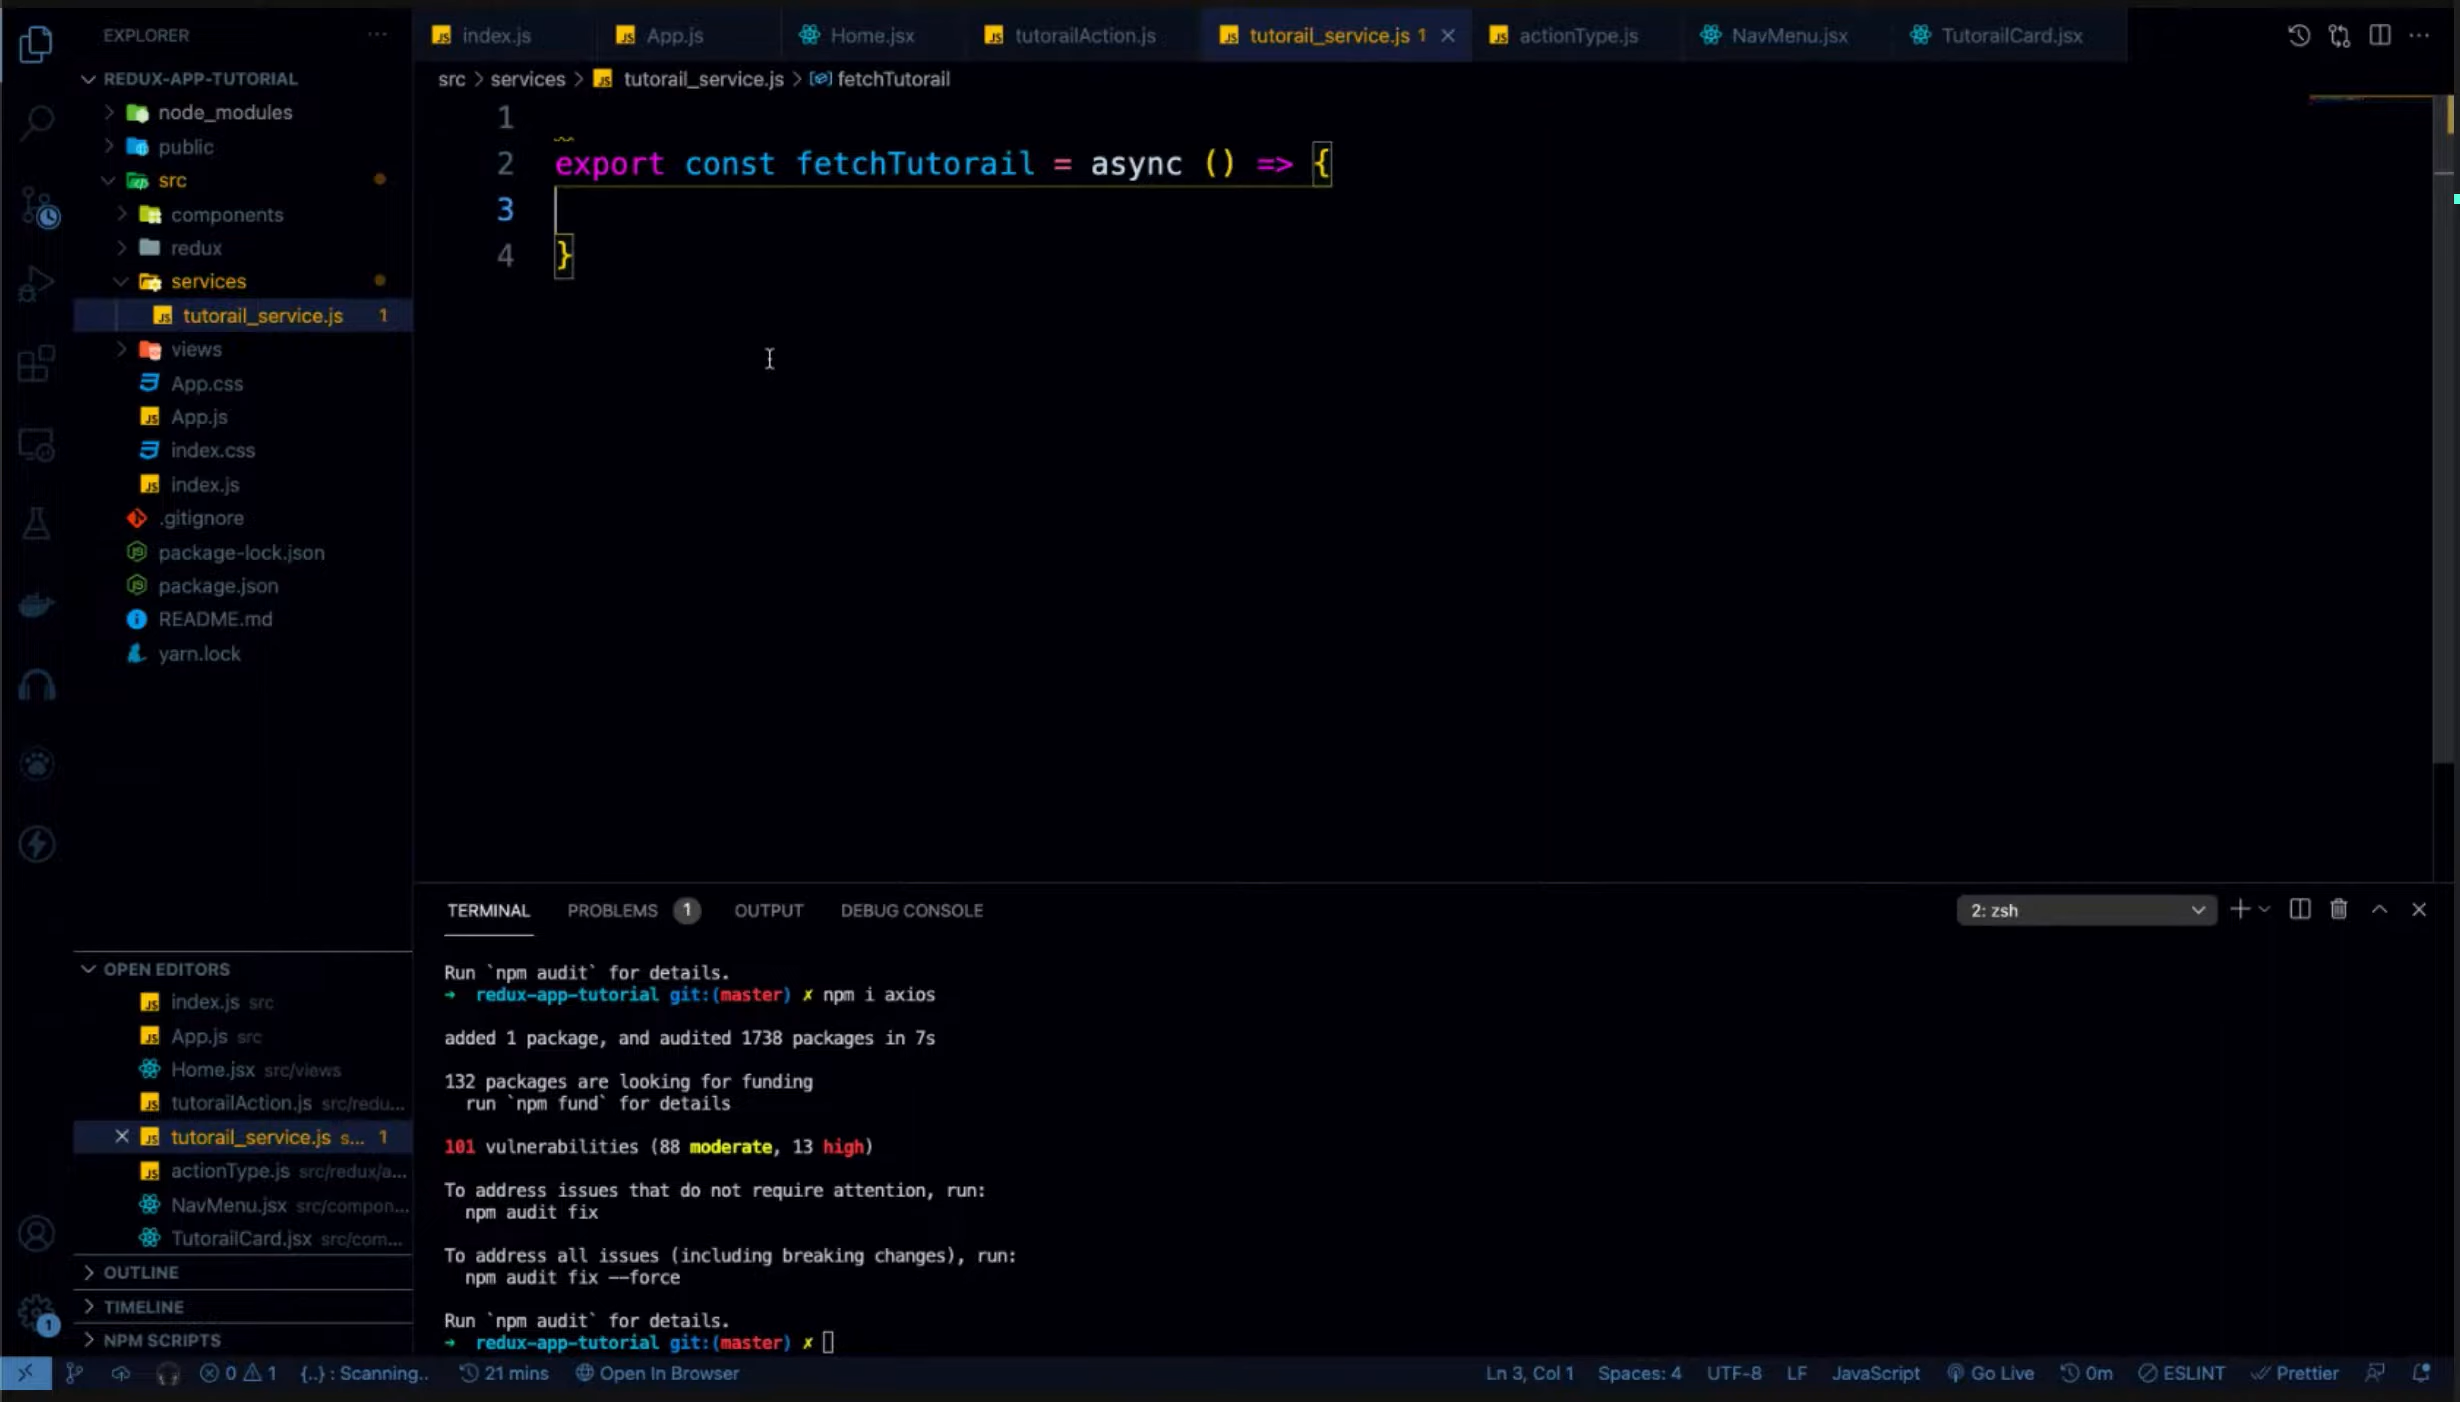 EXPLORER
index.js
App.js
Home.jsx
tutorailAction.js
tutorail_service.js 1
actionType.js
NavMenu.jsx
TutorailCard.jsx
src > services > tutorail_service.js > fetchTutorail
REDUX-APP-TUTORIAL
node_modules
public
src
components
redux
services
tutorail_service.js 1
views
App.css
App.js
index.css
index.js
.gitignore
package-lock.json
package.json
README.md
yarn.lock
1
2 export const fetchTutorail = async () => {
3
4 }
OPEN EDITORS
index.js src
App.js src
Home.jsx src/views
tutorailAction.js src/redu...
tutorail_service.js s... 1
actionType.js src/redux/a...
NavMenu.jsx src/compon...
TutorailCard.jsx src/com...
OUTLINE
TIMELINE
NPM SCRIPTS
1
TERMINAL PROBLEMS 1 OUTPUT DEBUG CONSOLE
2: zsh
Run `npm audit` for details.
→ redux-app-tutorial git:(master) ✗ npm i axios
added 1 package, and audited 1738 packages in 7s
132 packages are looking for funding
run `npm fund` for details
101 vulnerabilities (88 moderate, 13 high)
To address issues that do not require attention, run:
npm audit fix
To address all issues (including breaking changes), run:
npm audit fix --force
Run `npm audit` for details.
→ redux-app-tutorial git:(master) ✗
0 1 {..} : Scanning.. 21 mins Open In Browser
Ln 3, Col 1 Spaces: 4 UTF-8 LF JavaScript Go Live 0m ESLINT Prettier